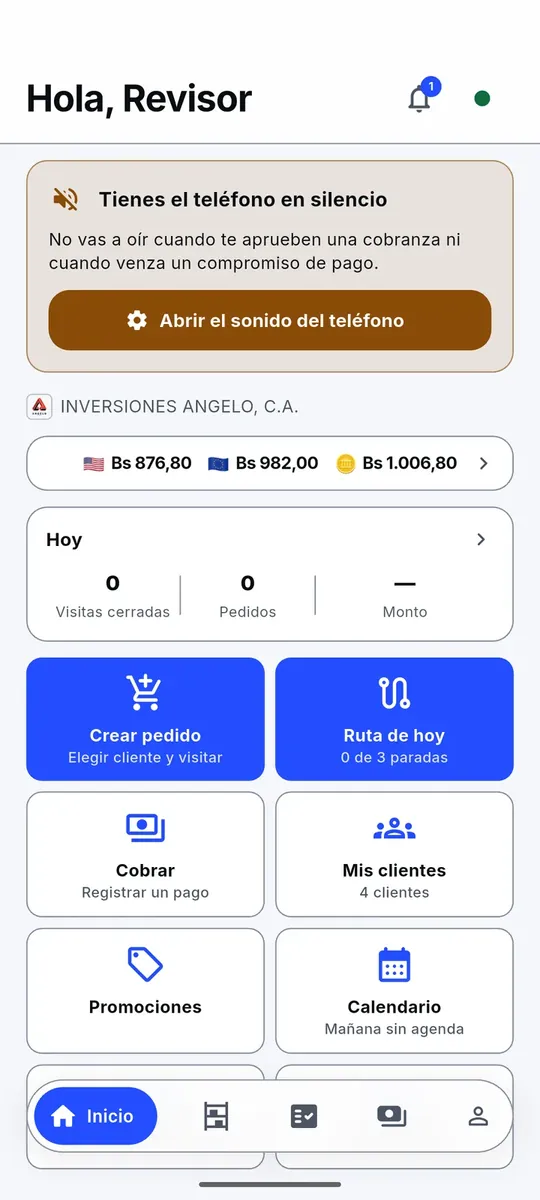 Hola, Revisor
1
Tienes el teléfono en silencio
No vas a oír cuando te aprueben una cobranza ni
cuando venza un compromiso de pago.
Abrir el sonido del teléfono
INVERSIONES ANGELO, C.A.
Bs 876,80 Bs 982,00 Bs 1.006,80
Hoy
0 0 —
Visitas cerradas Pedidos Monto
Crear pedido Ruta de hoy
Elegir cliente y visitar 0 de 3 paradas
Cobrar Mis clientes
Registrar un pago 4 clientes
Promociones Calendario
Mañana sin agenda
Inicio